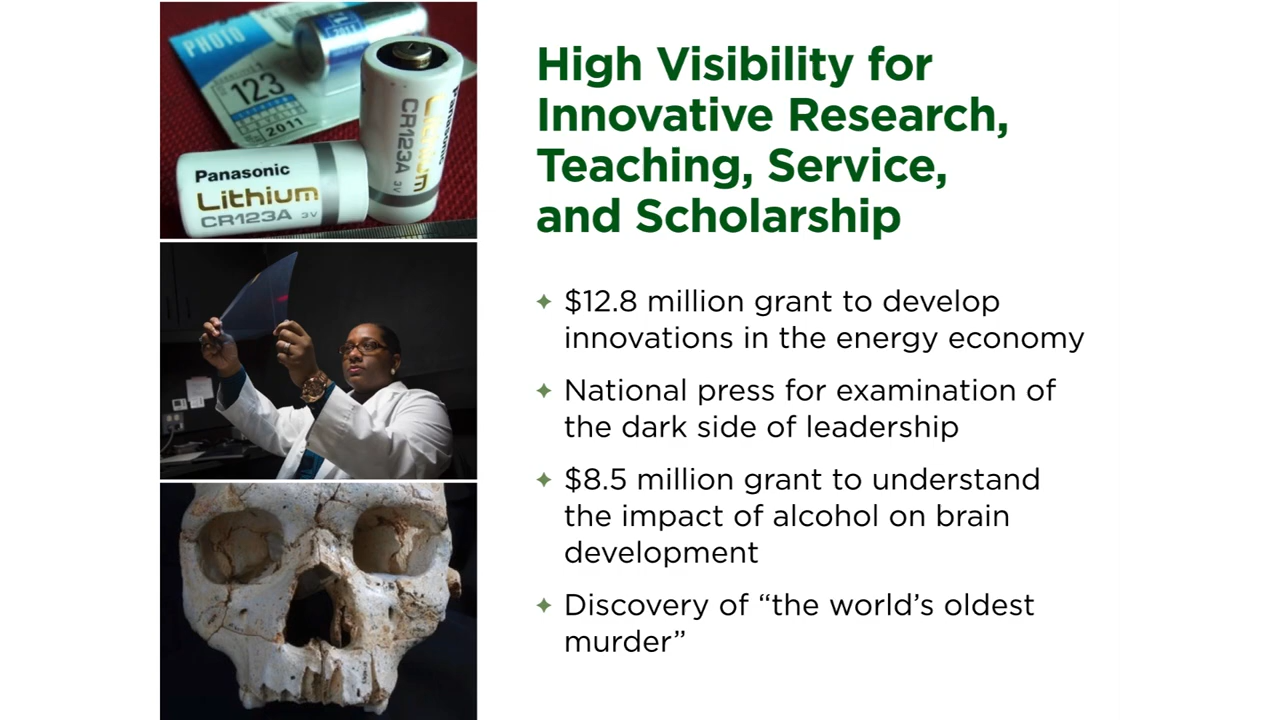 PHOTO
123
2011
Panasonic
Lithium
CR123A 3V
Panasonic
Lithium
CR123A 3V
High Visibility for
Innovative Research,
Teaching, Service,
and Scholarship
$12.8 million grant to develop
innovations in the energy economy
National press for examination of
the dark side of leadership
$8.5 million grant to understand
the impact of alcohol on brain
development
Discovery of “the world’s oldest
murder”